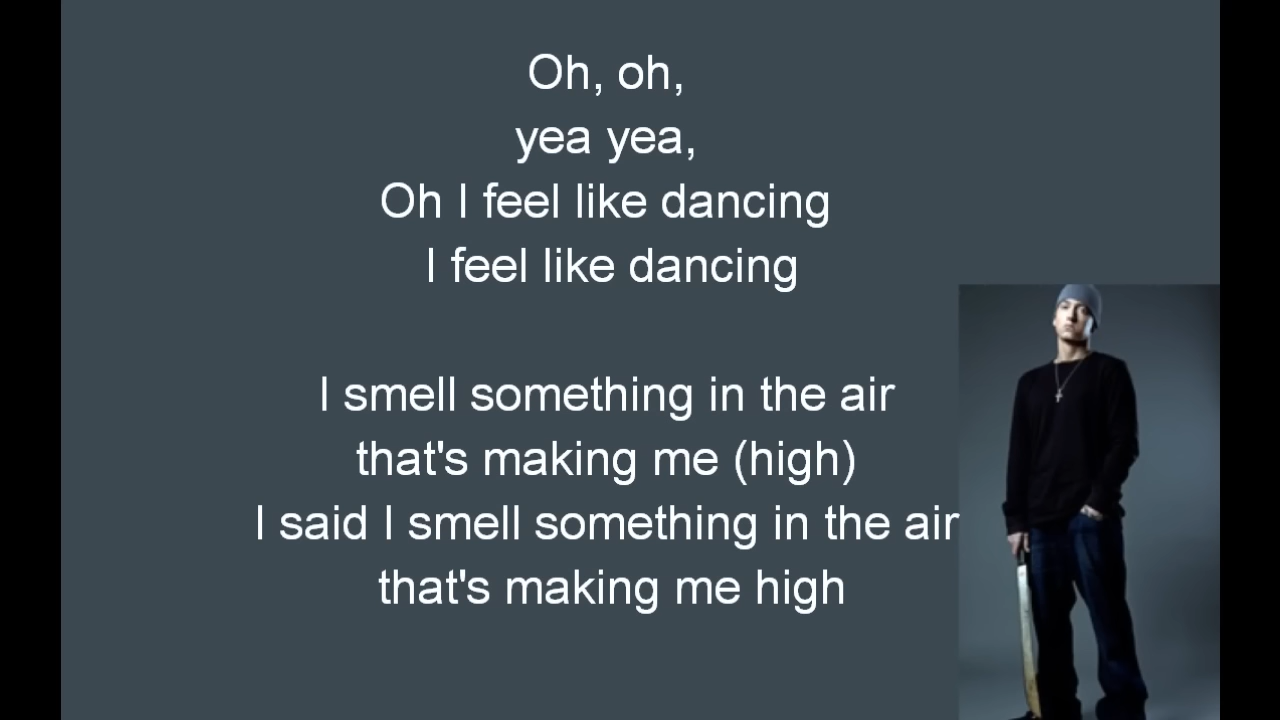 Oh, oh,
yea yea,
Oh I feel like dancing
I feel like dancing
I smell something in the air
that's making me (high)
I said I smell something in the air
that's making me high